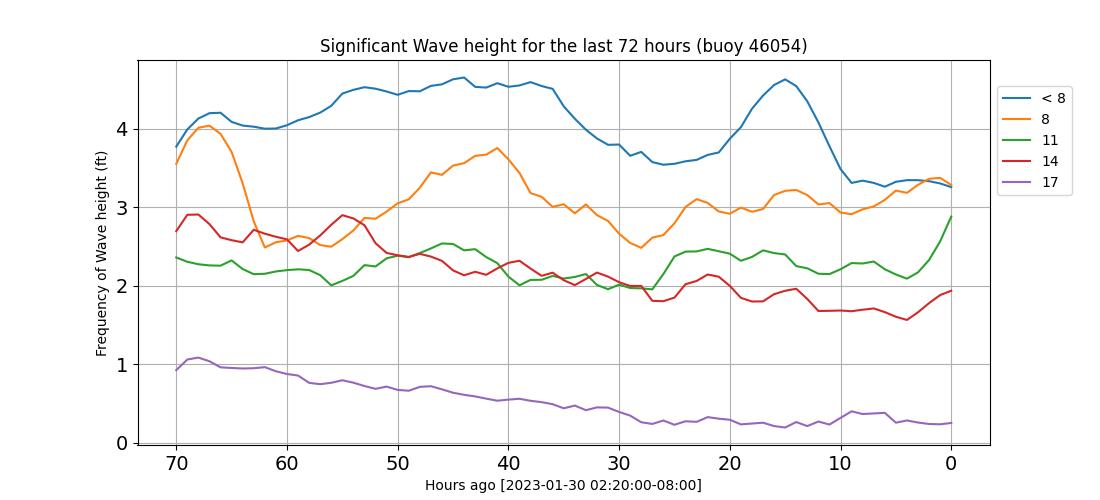 Significant Wave height for the last 72 hours (buoy 46054)
Frequency of Wave height (ft)
4
3
2
1
0
70 60 50 40 30 20 10 0
Hours ago [2023-01-30 02:20:00-08:00]
< 8
8
11
14
17